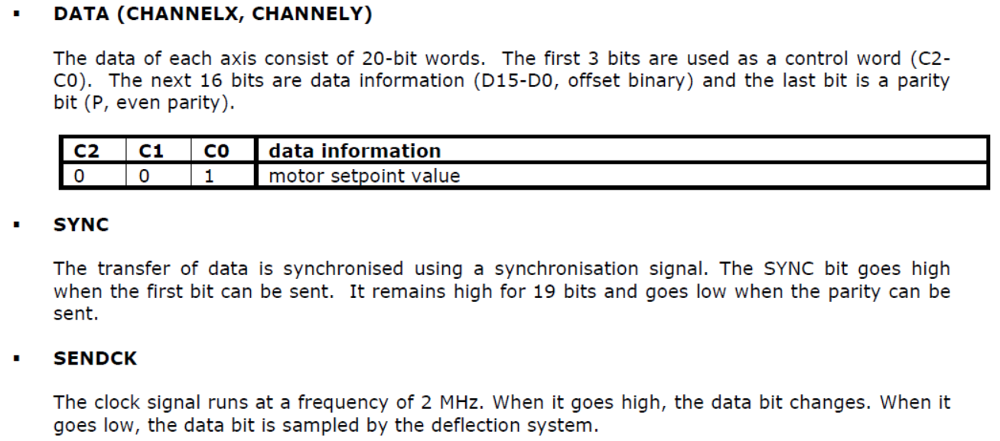 ▪ DATA (CHANNELX, CHANNELY)
The data of each axis consist of 20-bit words. The first 3 bits are used as a control word (C2-
C0). The next 16 bits are data information (D15-D0, offset binary) and the last bit is a parity
bit (P, even parity).
C2 C1 C0 data information
0 0 1 motor setpoint value
▪ SYNC
The transfer of data is synchronised using a synchronisation signal. The SYNC bit goes high
when the first bit can be sent. It remains high for 19 bits and goes low when the parity can be
sent.
▪ SENDCK
The clock signal runs at a frequency of 2 MHz. When it goes high, the data bit changes. When it
goes low, the data bit is sampled by the deflection system.